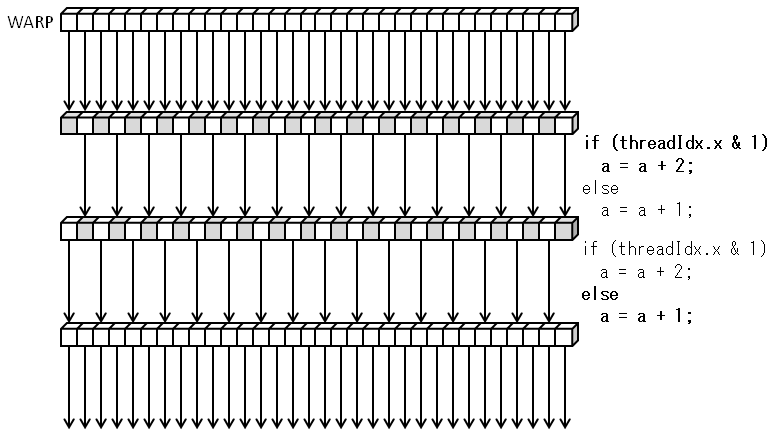 WARP
if (threadIdx.x & 1)
a = a + 2;
else
a = a + 1;
if (threadIdx.x & 1)
a = a + 2;
else
a = a + 1;